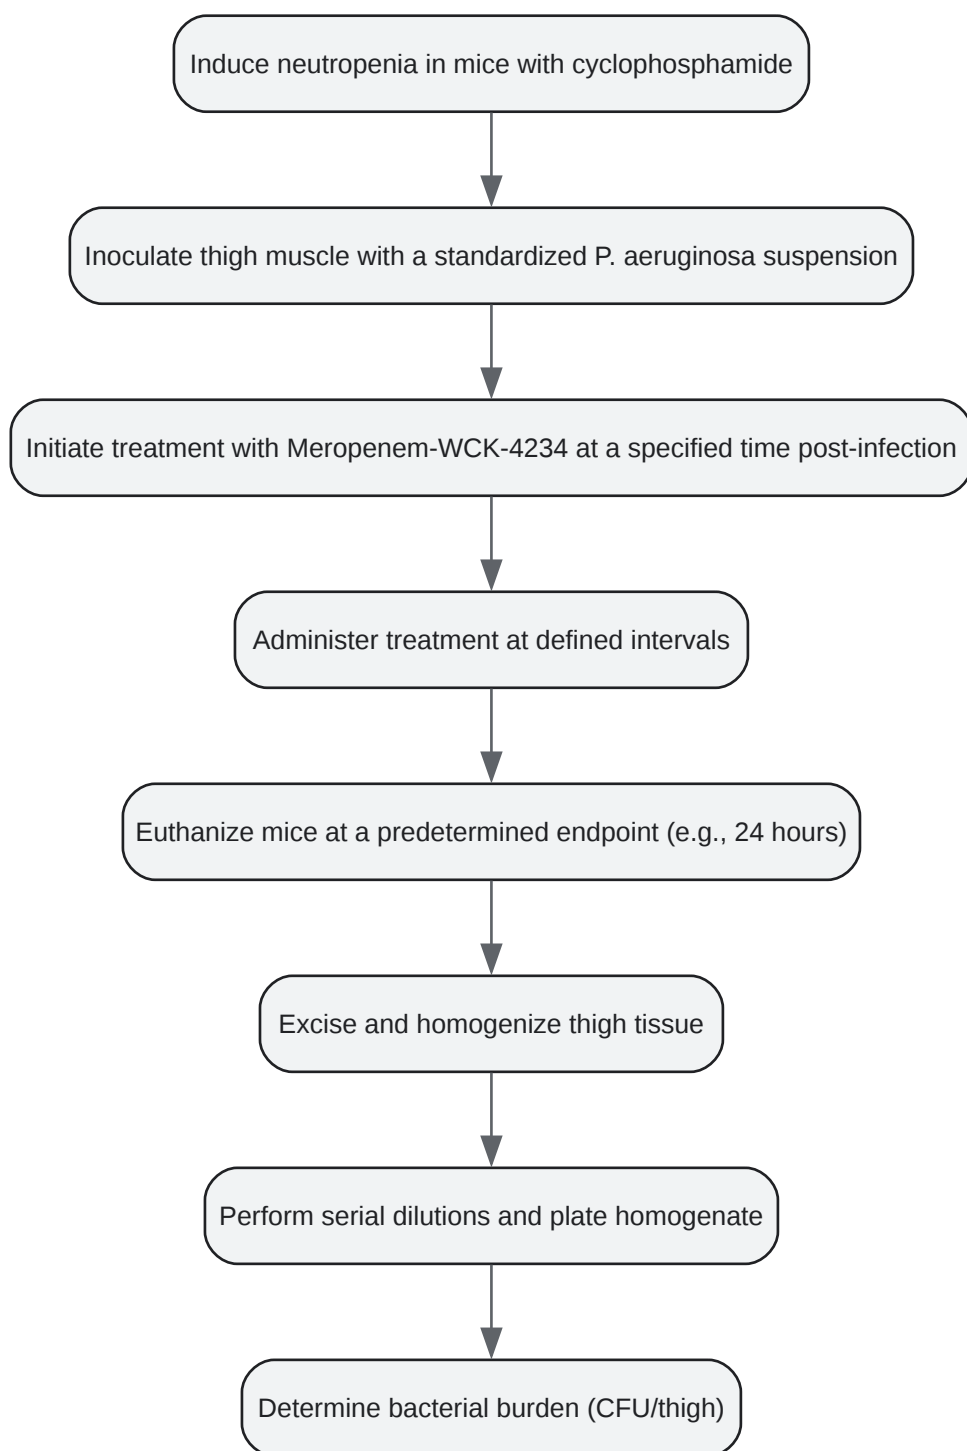 Induce neutropenia in mice with cyclophosphamide
Inoculate thigh muscle with a standardized P. aeruginosa suspension
Initiate treatment with Meropenem-WCK-4234 at a specified time post-infection
Administer treatment at defined intervals
Euthanize mice at a predetermined endpoint (e.g., 24 hours)
Excise and homogenize thigh tissue
Perform serial dilutions and plate homogenate
Determine bacterial burden (CFU/thigh)